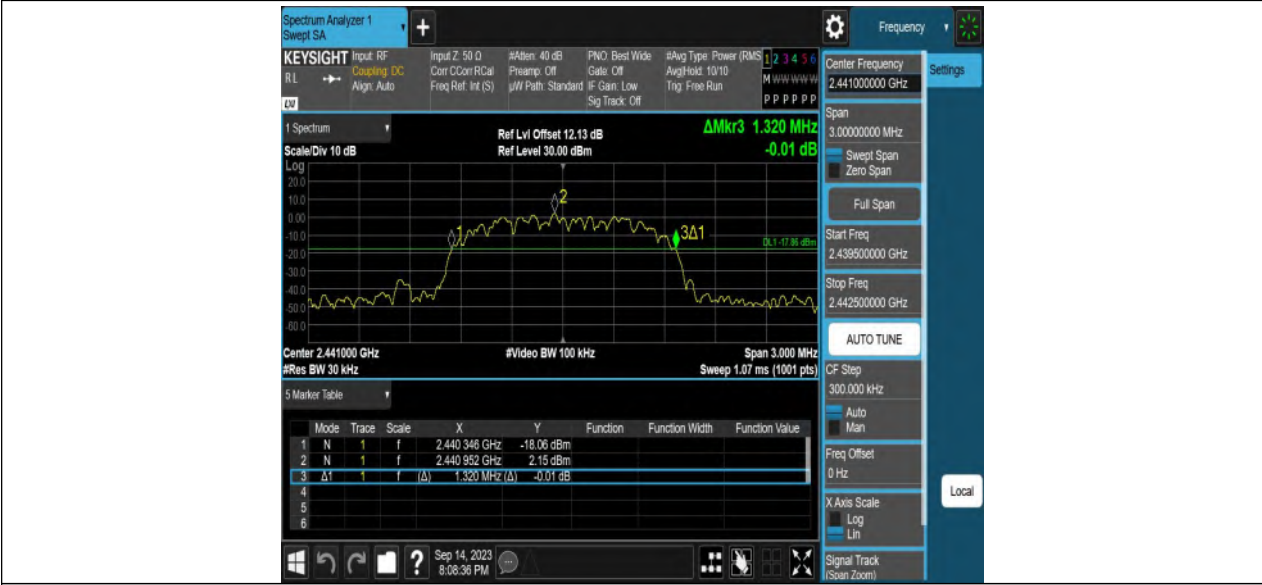 Spectrum Analyzer 1
Swept SA
+
Frequency
KEYSIGHT Input: RF Input Z: 50 Ω #Atten: 40 dB PNO: Best Wide #Avg Type: Power (RMS 1 2 3 4 5 6
RL Coupling: DC Corr CCorr RCal Preamp: Off Gate: Off Avg|Hold: 10/10 M W W W W W
Align: Auto Freq Ref: Int (S) µW Path: Standard IF Gain: Low Trig: Free Run
LXI Sig Track: Off P P P P P P
1 Spectrum
Ref Lvl Offset 12.13 dB ΔMkr3 1.320 MHz
Scale/Div 10 dB Ref Level 30.00 dBm -0.01 dB
Log
20.0
10.0
0.00
-10.0
-20.0
-30.0
-40.0
-50.0
-60.0
1
2
3Δ1
DL1 -17.86 dBm
Center 2.441000 GHz #Video BW 100 kHz Span 3.000 MHz
#Res BW 30 kHz Sweep 1.07 ms (1001 pts)
5 Marker Table
Mode Trace Scale X Y Function Function Width Function Value
1 N 1 f 2.440 346 GHz -18.06 dBm
2 N 1 f 2.440 952 GHz 2.15 dBm
3 Δ1 1 f (Δ) 1.320 MHz (Δ) -0.01 dB
4
5
6
? Sep 14, 2023
8:08:36 PM
Center Frequency
2.441000000 GHz
Settings
Span
3.00000000 MHz
Swept Span
Zero Span
Full Span
Start Freq
2.439500000 GHz
Stop Freq
2.442500000 GHz
AUTO TUNE
CF Step
300.000 kHz
Auto
Man
Freq Offset
0 Hz
X Axis Scale
Log
Lin
Local
Signal Track
(Span Zoom)